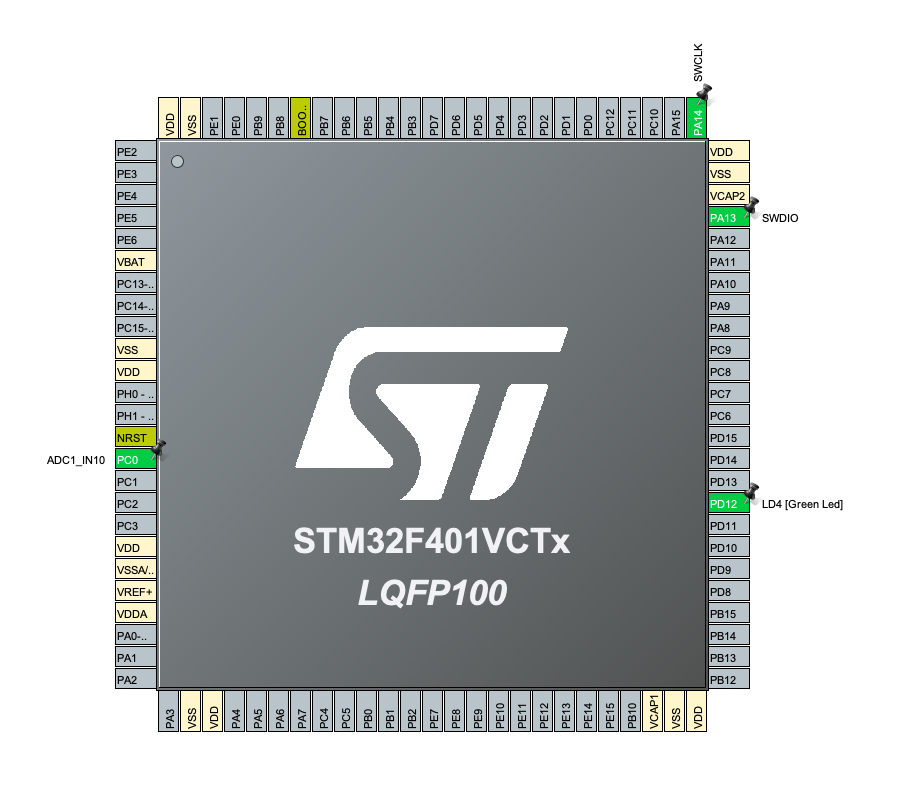 SWCLK
VDD
VSS
PE1
PE0
PB9
PB8
BOO..
PB7
PB6
PB5
PB4
PB3
PD7
PD6
PD5
PD4
PD3
PD2
PD1
PD0
PC12
PC11
PC10
PA15
PA14
PE2
PE3
PE4
PE5
PE6
VBAT
PC13-..
PC14-..
PC15-..
VSS
VDD
PH0 - ..
PH1 - ..
NRST
ADC1_IN10 PC0
PC1
PC2
PC3
VDD
VSSA/..
VREF+
VDDA
PA0-..
PA1
PA2
ST
STM32F401VCTx
LQFP100
VDD
VSS
VCAP2
PA13 SWDIO
PA12
PA11
PA10
PA9
PA8
PC9
PC8
PC7
PC6
PD15
PD14
PD13
PD12 LD4 [Green Led]
PD11
PD10
PD9
PD8
PB15
PB14
PB13
PB12
PA3
VSS
VDD
PA4
PA5
PA6
PA7
PC4
PC5
PB0
PB1
PB2
PE7
PE8
PE9
PE10
PE11
PE12
PE13
PE14
PE15
PB10
VCAP1
VSS
VDD